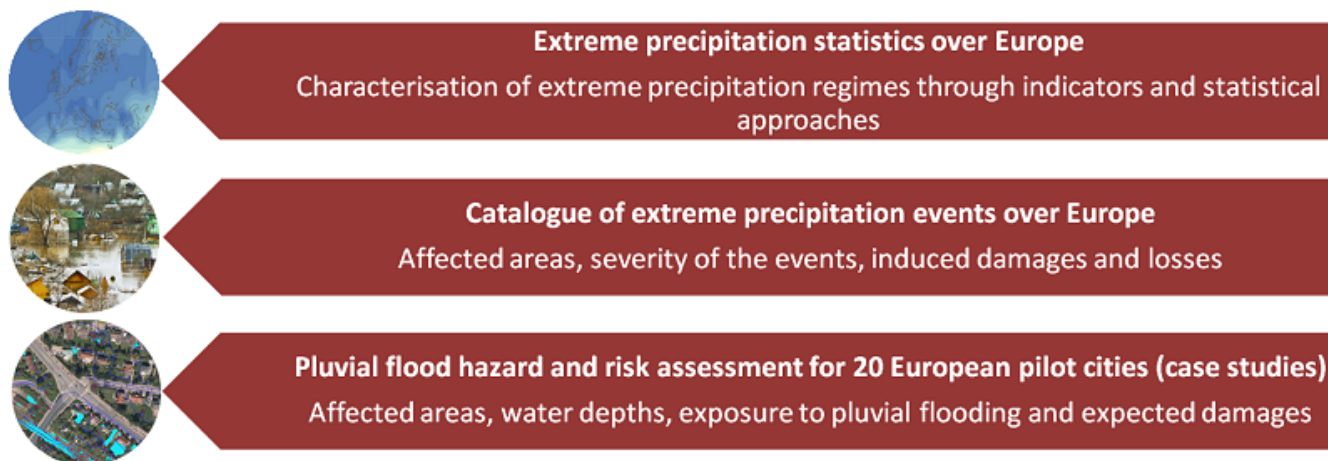 Extreme precipitation statistics over Europe
Characterisation of extreme precipitation regimes through indicators and statistical
approaches
Catalogue of extreme precipitation events over Europe
Affected areas, severity of the events, induced damages and losses
Pluvial flood hazard and risk assessment for 20 European pilot cities (case studies)
Affected areas, water depths, exposure to pluvial flooding and expected damages